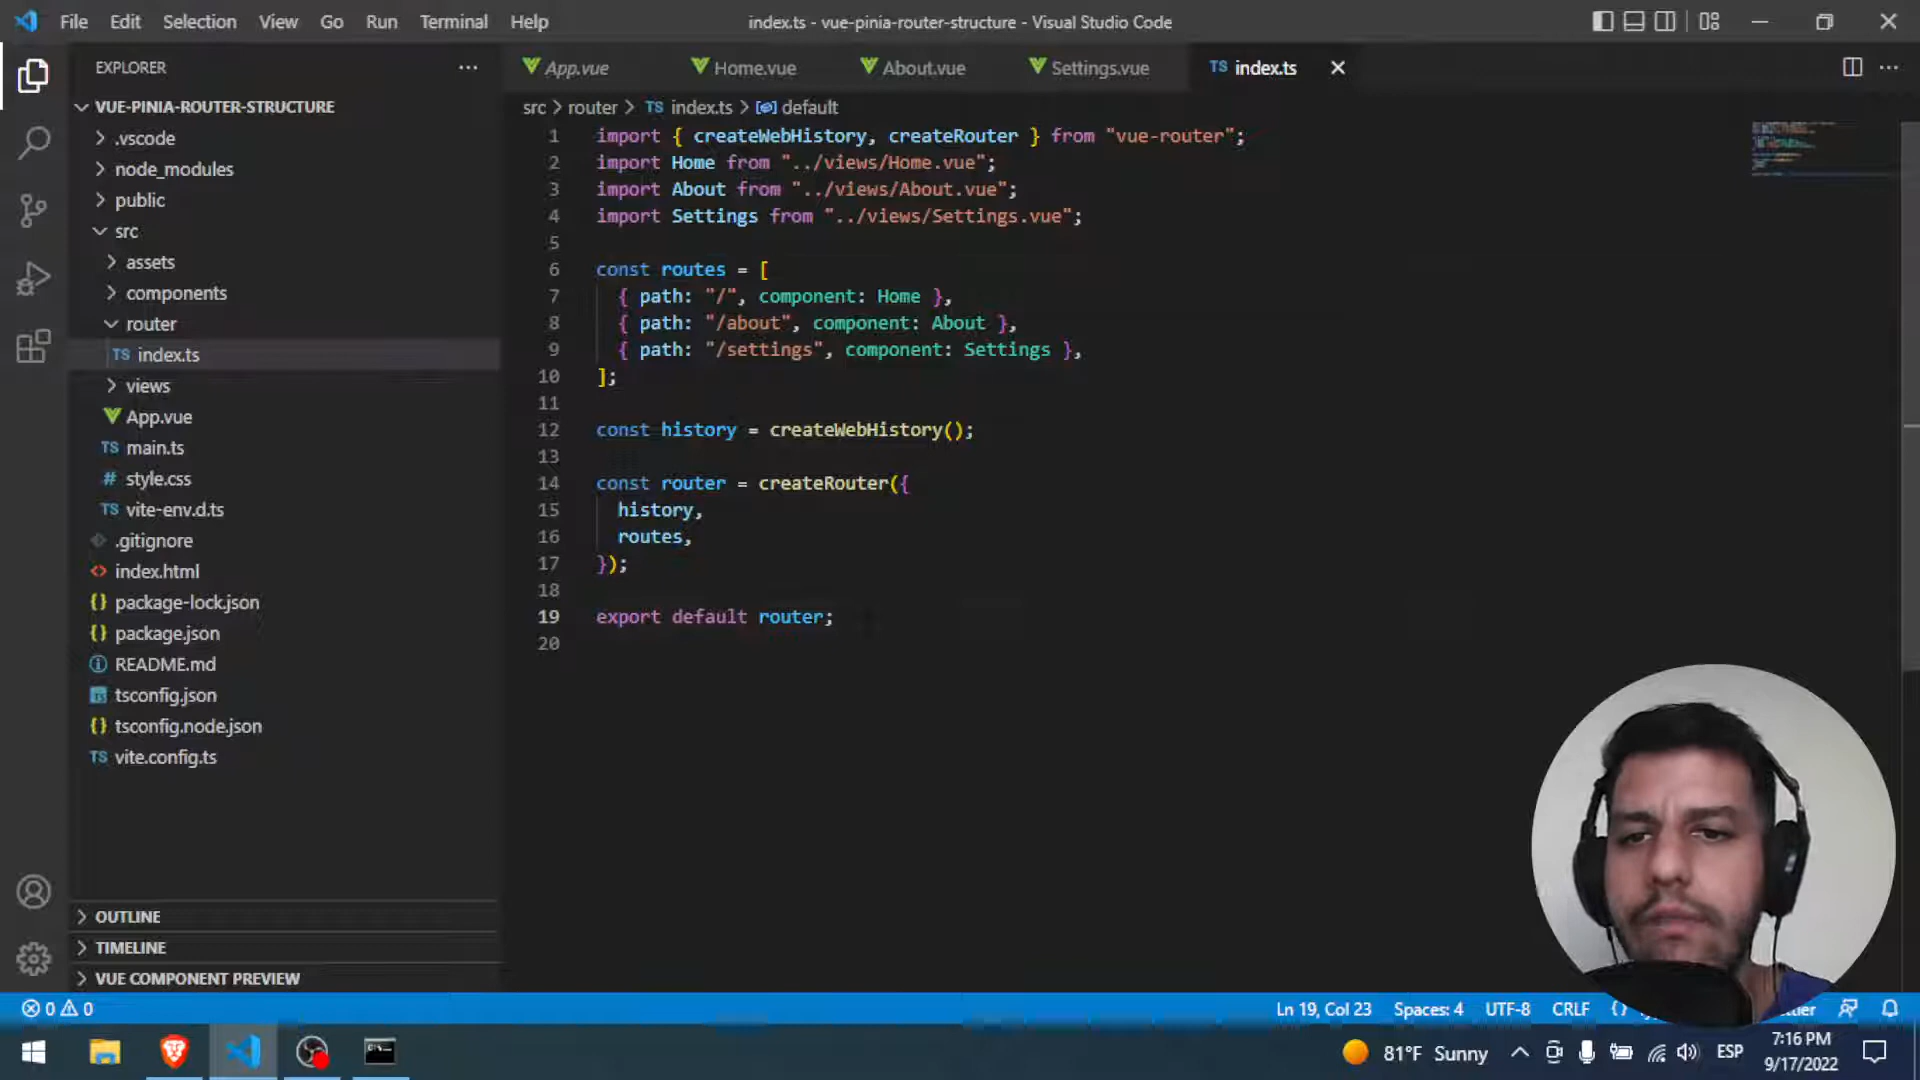 File Edit Selection View Go Run Terminal Help
index.ts - vue-pinia-router-structure - Visual Studio Code
EXPLORER
App.vue
Home.vue
About.vue
Settings.vue
TS index.ts
VUE-PINIA-ROUTER-STRUCTURE
.vscode
node_modules
public
src
assets
components
router
TS index.ts
views
App.vue
TS main.ts
# style.css
TS vite-env.d.ts
.gitignore
<> index.html
{} package-lock.json
{} package.json
README.md
TS tsconfig.json
{} tsconfig.node.json
TS vite.config.ts
OUTLINE
TIMELINE
VUE COMPONENT PREVIEW
src > router > TS index.ts > default
1 import { createWebHistory, createRouter } from "vue-router";
2 import Home from "../views/Home.vue";
3 import About from "../views/About.vue";
4 import Settings from "../views/Settings.vue";
5
6 const routes = [
7 { path: "/", component: Home },
8 { path: "/about", component: About },
9 { path: "/settings", component: Settings },
10 ];
11
12 const history = createWebHistory();
13
14 const router = createRouter({
15 history,
16 routes,
17 });
18
19 export default router;
20
0 0
Ln 19, Col 23 Spaces: 4 UTF-8 CRLF
81°F Sunny
ESP
7:16 PM
9/17/2022